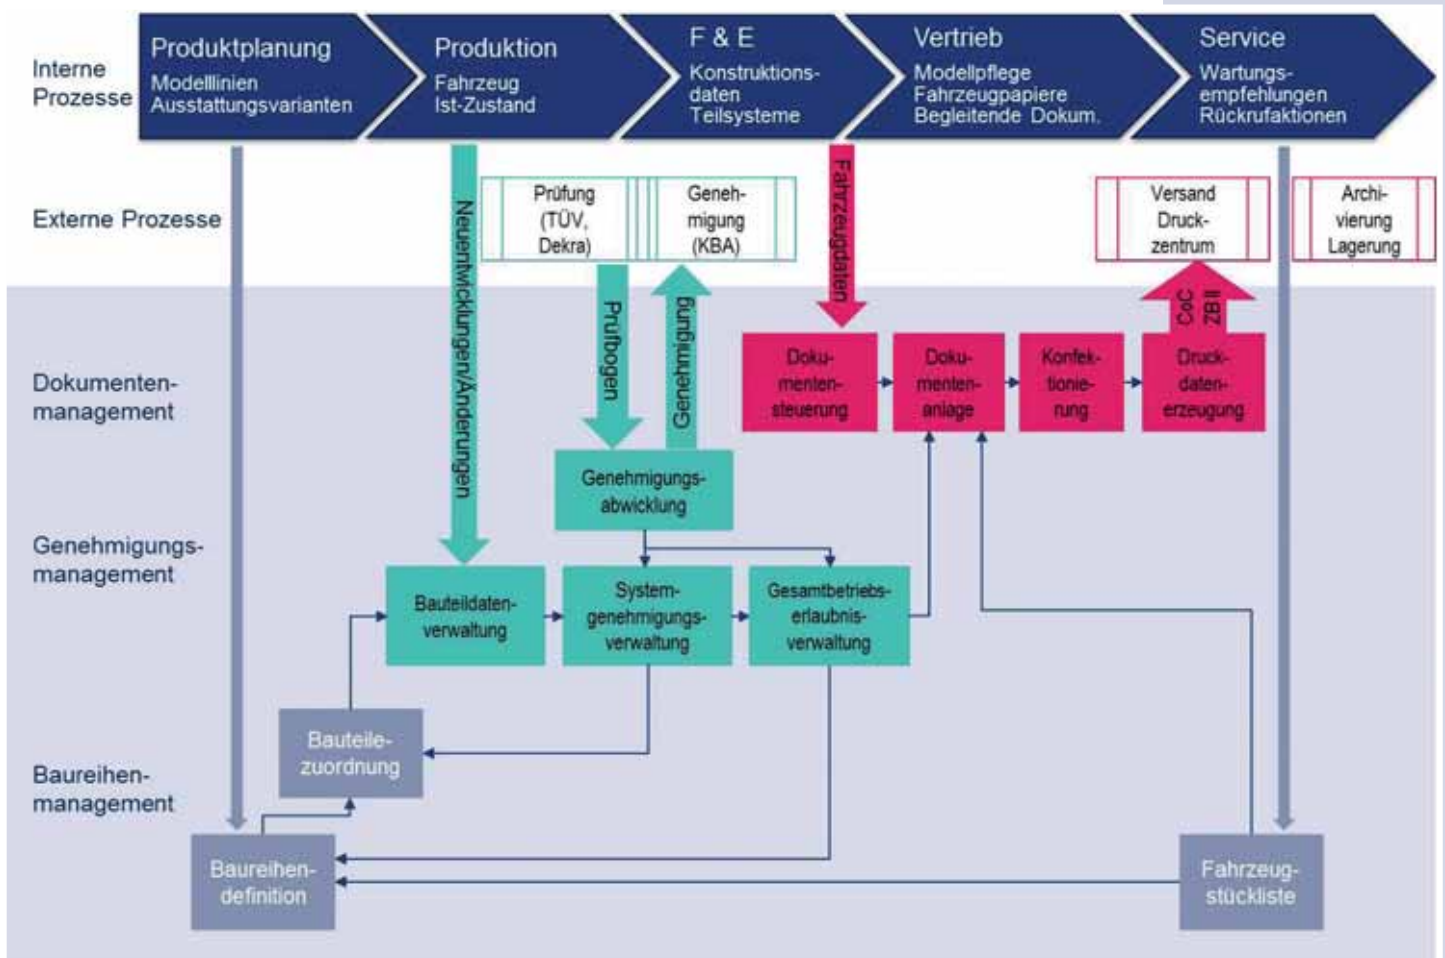 Interne
Prozesse
Produktplanung
Modelllinien
Ausstattungsvarianten
Produktion
Fahrzeug
Ist-Zustand
F & E
Konstruktions-
daten
Teilsysteme
Vertrieb
Modellpflege
Fahrzeugpapiere
Begleitende Dokum.
Service
Wartungs-
empfehlungen
Rückrufaktionen
Externe Prozesse
Neuentwicklungen/Änderungen
Prüfung
(TÜV,
Dekra)
Geneh-
migung
(KBA)
Fahrzeugdaten
Versand
Druck-
zentrum
Archi-
vierung
Lagerung
Prüfbogen
Genehmigung
CoC
ZB II
Dokumenten-
management
Doku-
menten-
steuerung
Doku-
menten-
anlage
Konfek-
tionie-
rung
Druck-
daten-
erzeugung
Genehmigungs-
abwicklung
Genehmigungs-
management
Bauteildaten-
verwaltung
System-
genehmigungs-
verwaltung
Gesamtbetriebs-
erlaubnis-
verwaltung
Bauteile-
zuordnung
Baureihen-
management
Baureihen-
definition
Fahrzeug-
stückliste